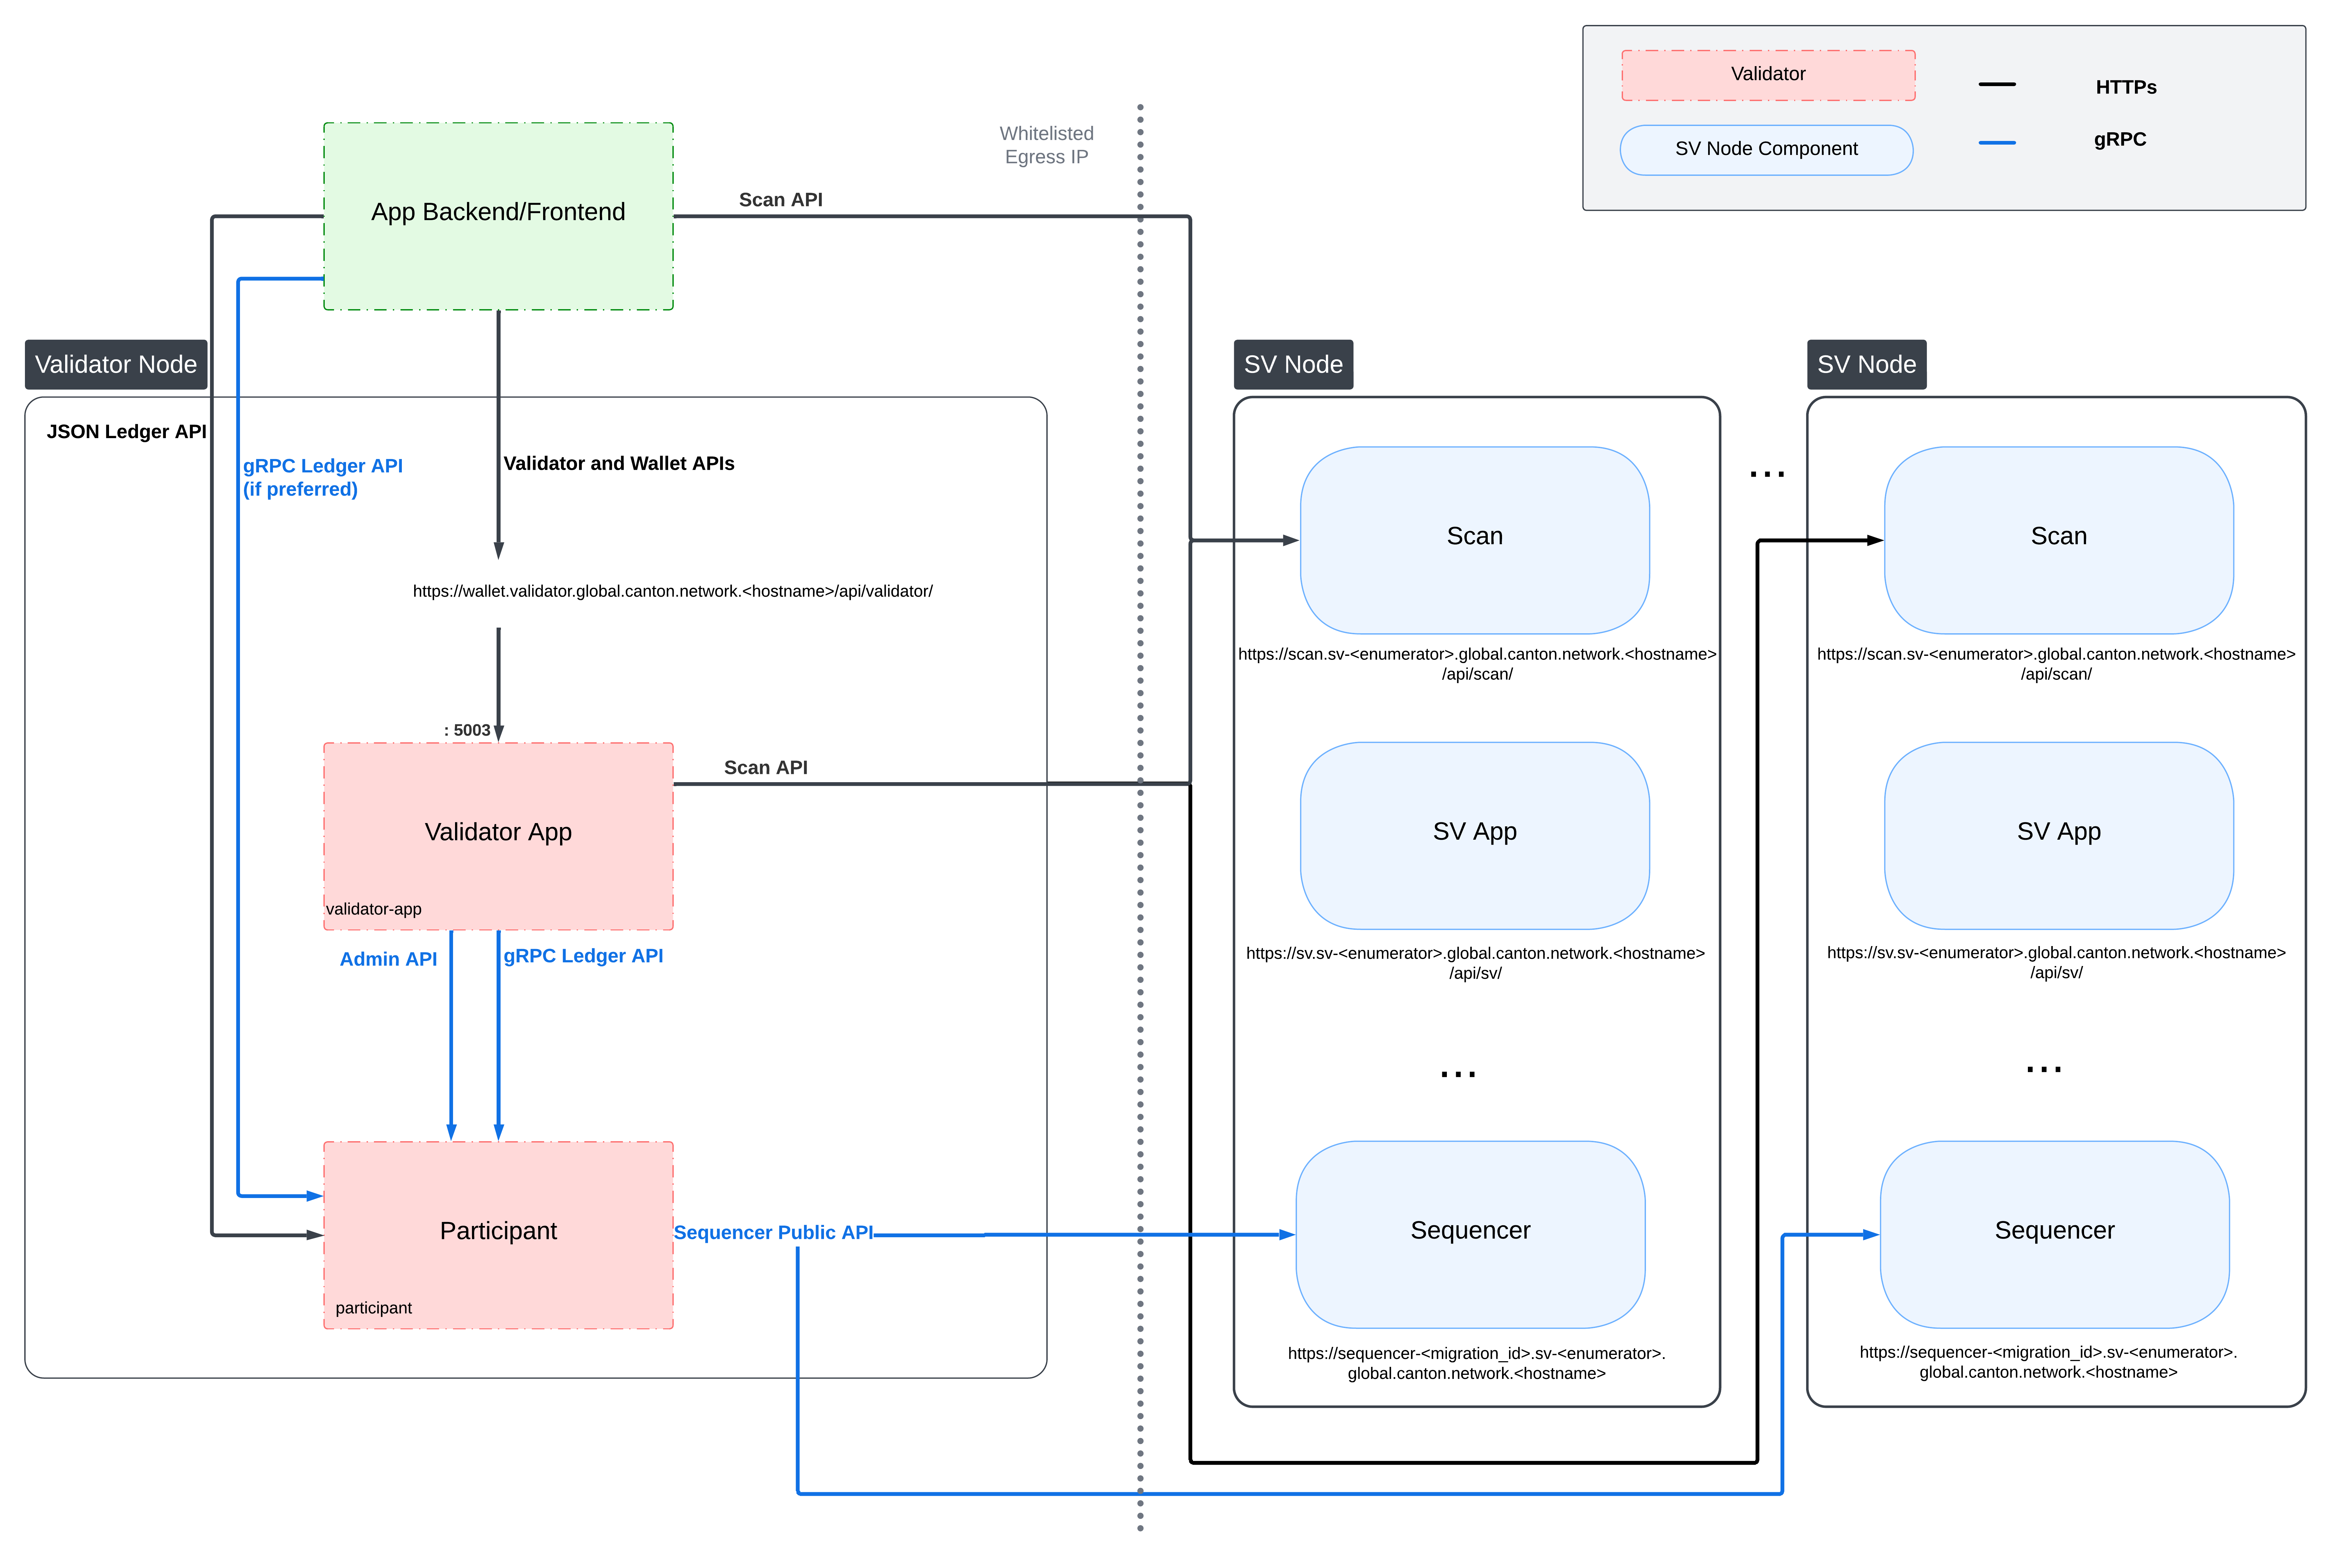 Validator
HTTPs
SV Node Component
gRPC
Whitelisted
Egress IP
App Backend/Frontend
Scan API
Validator Node
SV Node
SV Node
JSON Ledger API
gRPC Ledger API
(if preferred)
Validator and Wallet APIs
...
https://wallet.validator.global.canton.network.<hostname>/api/validator/
Scan
Scan
https://scan.sv-<enumerator>.global.canton.network.<hostname>
/api/scan/
https://scan.sv-<enumerator>.global.canton.network.<hostname>
/api/scan/
: 5003
Scan API
Validator App
validator-app
SV App
SV App
Admin API
gRPC Ledger API
https://sv.sv-<enumerator>.global.canton.network.<hostname>
/api/sv/
https://sv.sv-<enumerator>.global.canton.network.<hostname>
/api/sv/
...
...
Participant
participant
Sequencer Public API
Sequencer
Sequencer
https://sequencer-<migration_id>.sv-<enumerator>.
global.canton.network.<hostname>
https://sequencer-<migration_id>.sv-<enumerator>.
global.canton.network.<hostname>